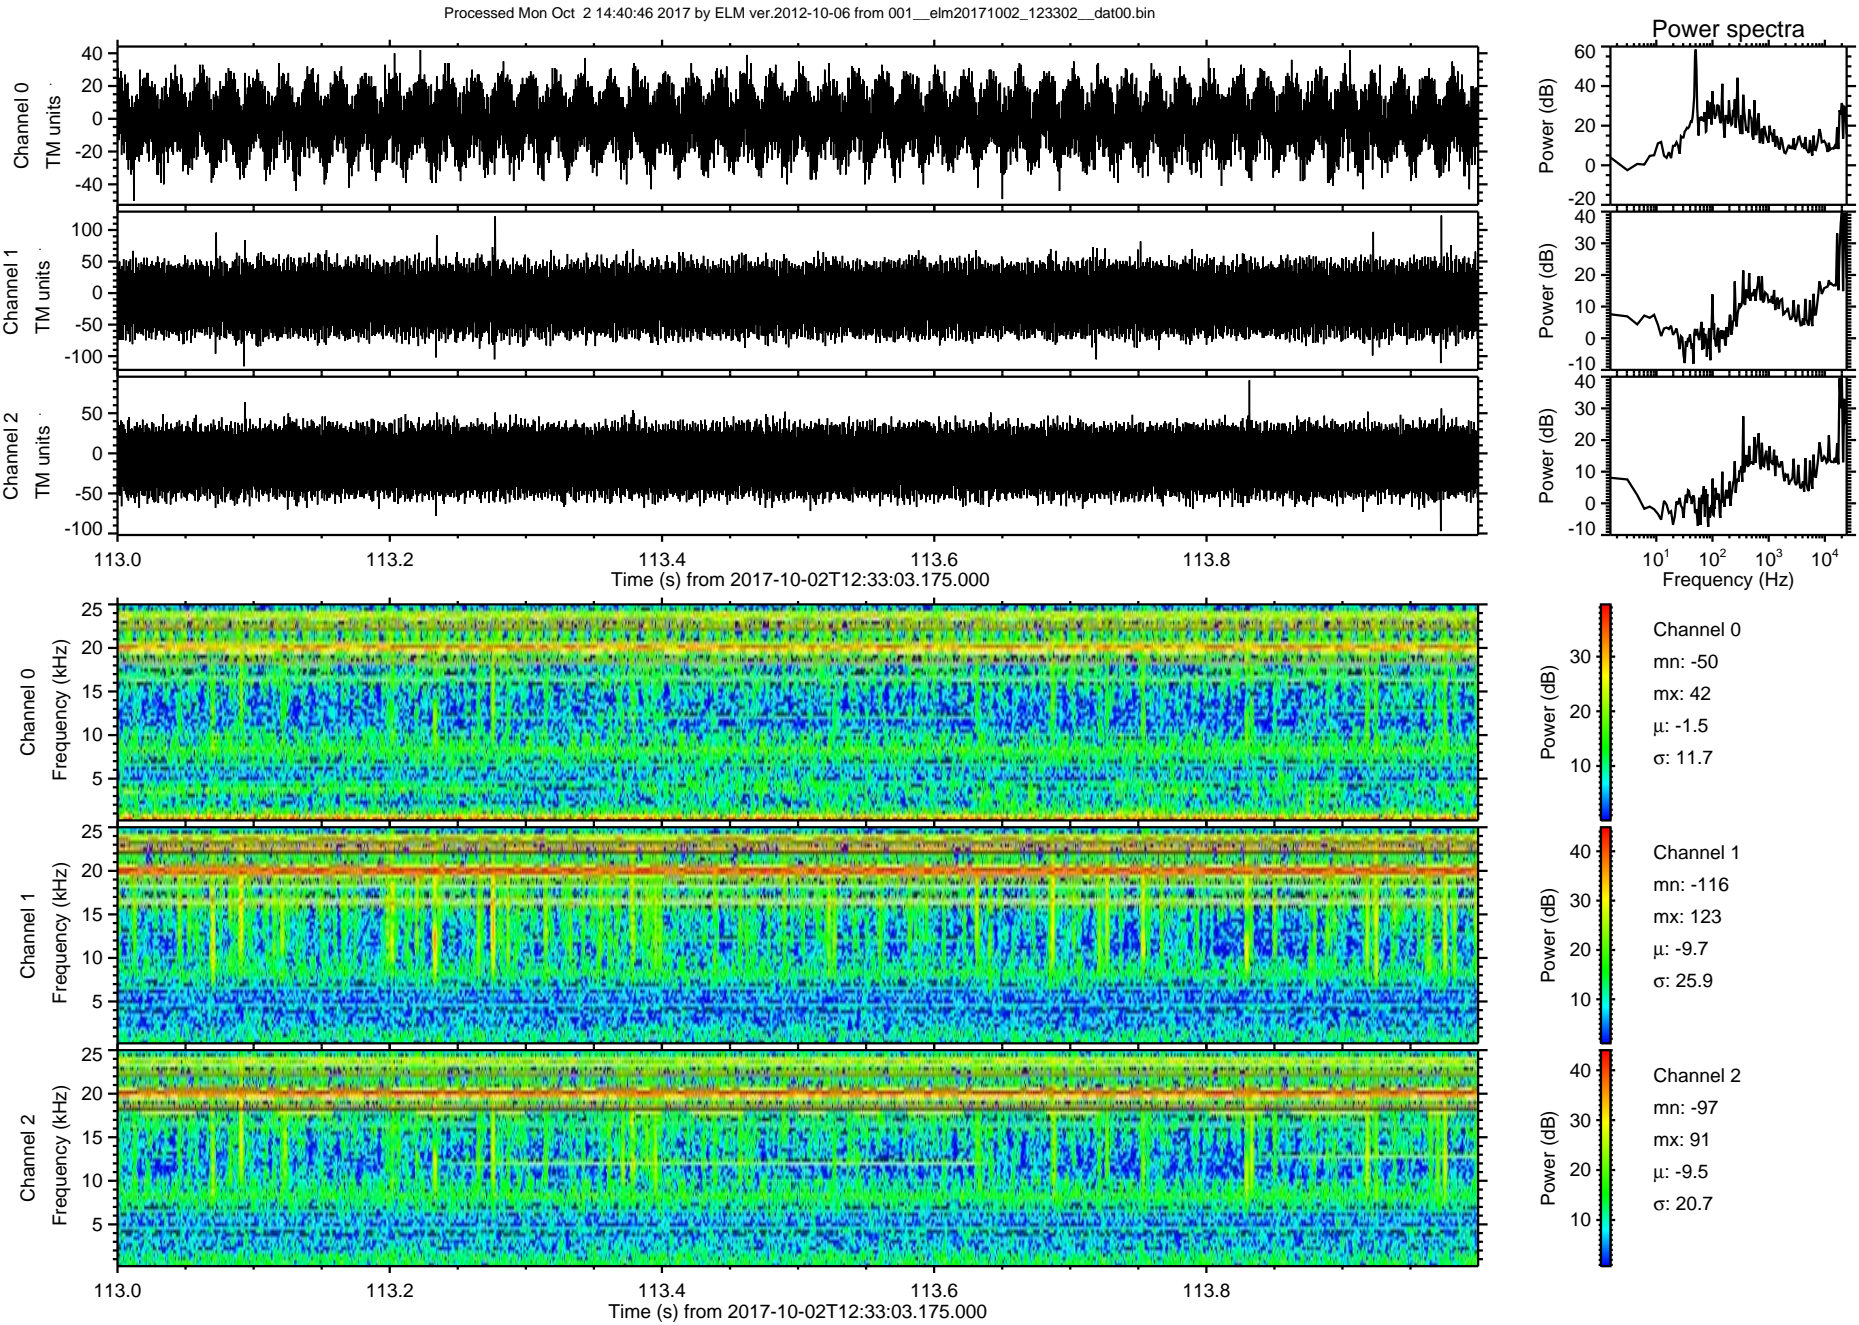 Processed Mon Oct  2 14:40:46 2017 by ELM ver.2012-10-06 from 001__elm20171002_123302__dat00.bin
Power spectra
Channel 0
TM units
40
20
0
-20
-40
Power (dB)
60
40
20
0
-20
Channel 1
TM units
100
50
0
-50
-100
Power (dB)
40
30
20
10
0
-10
Channel 2
TM units
50
0
-50
-100
Power (dB)
40
30
20
10
0
-10
113.0 113.2 113.4 113.6 113.8
Time (s) from 2017-10-02T12:33:03.175.000
10^1 10^2 10^3 10^4
Frequency (Hz)
Channel 0
Frequency (kHz)
25
20
15
10
5
Power (dB)
30
20
10
Channel 0
mn: -50
mx: 42
µ: -1.5
σ: 11.7
Channel 1
Frequency (kHz)
25
20
15
10
5
Power (dB)
40
30
20
10
Channel 1
mn: -116
mx: 123
µ: -9.7
σ: 25.9
Channel 2
Frequency (kHz)
25
20
15
10
5
Power (dB)
40
30
20
10
Channel 2
mn: -97
mx: 91
µ: -9.5
σ: 20.7
113.0 113.2 113.4 113.6 113.8
Time (s) from 2017-10-02T12:33:03.175.000